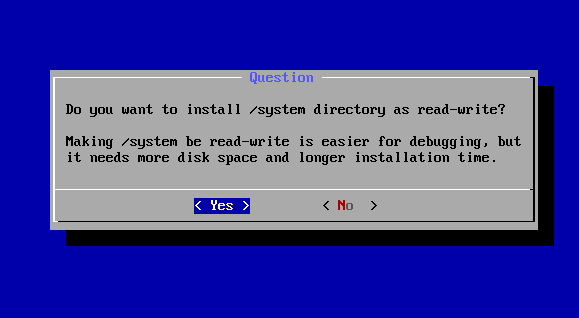 Question
Do you want to install /system directory as read-write?
Making /system be read-write is easier for debugging, but
it needs more disk space and longer installation time.
< Yes > < No >